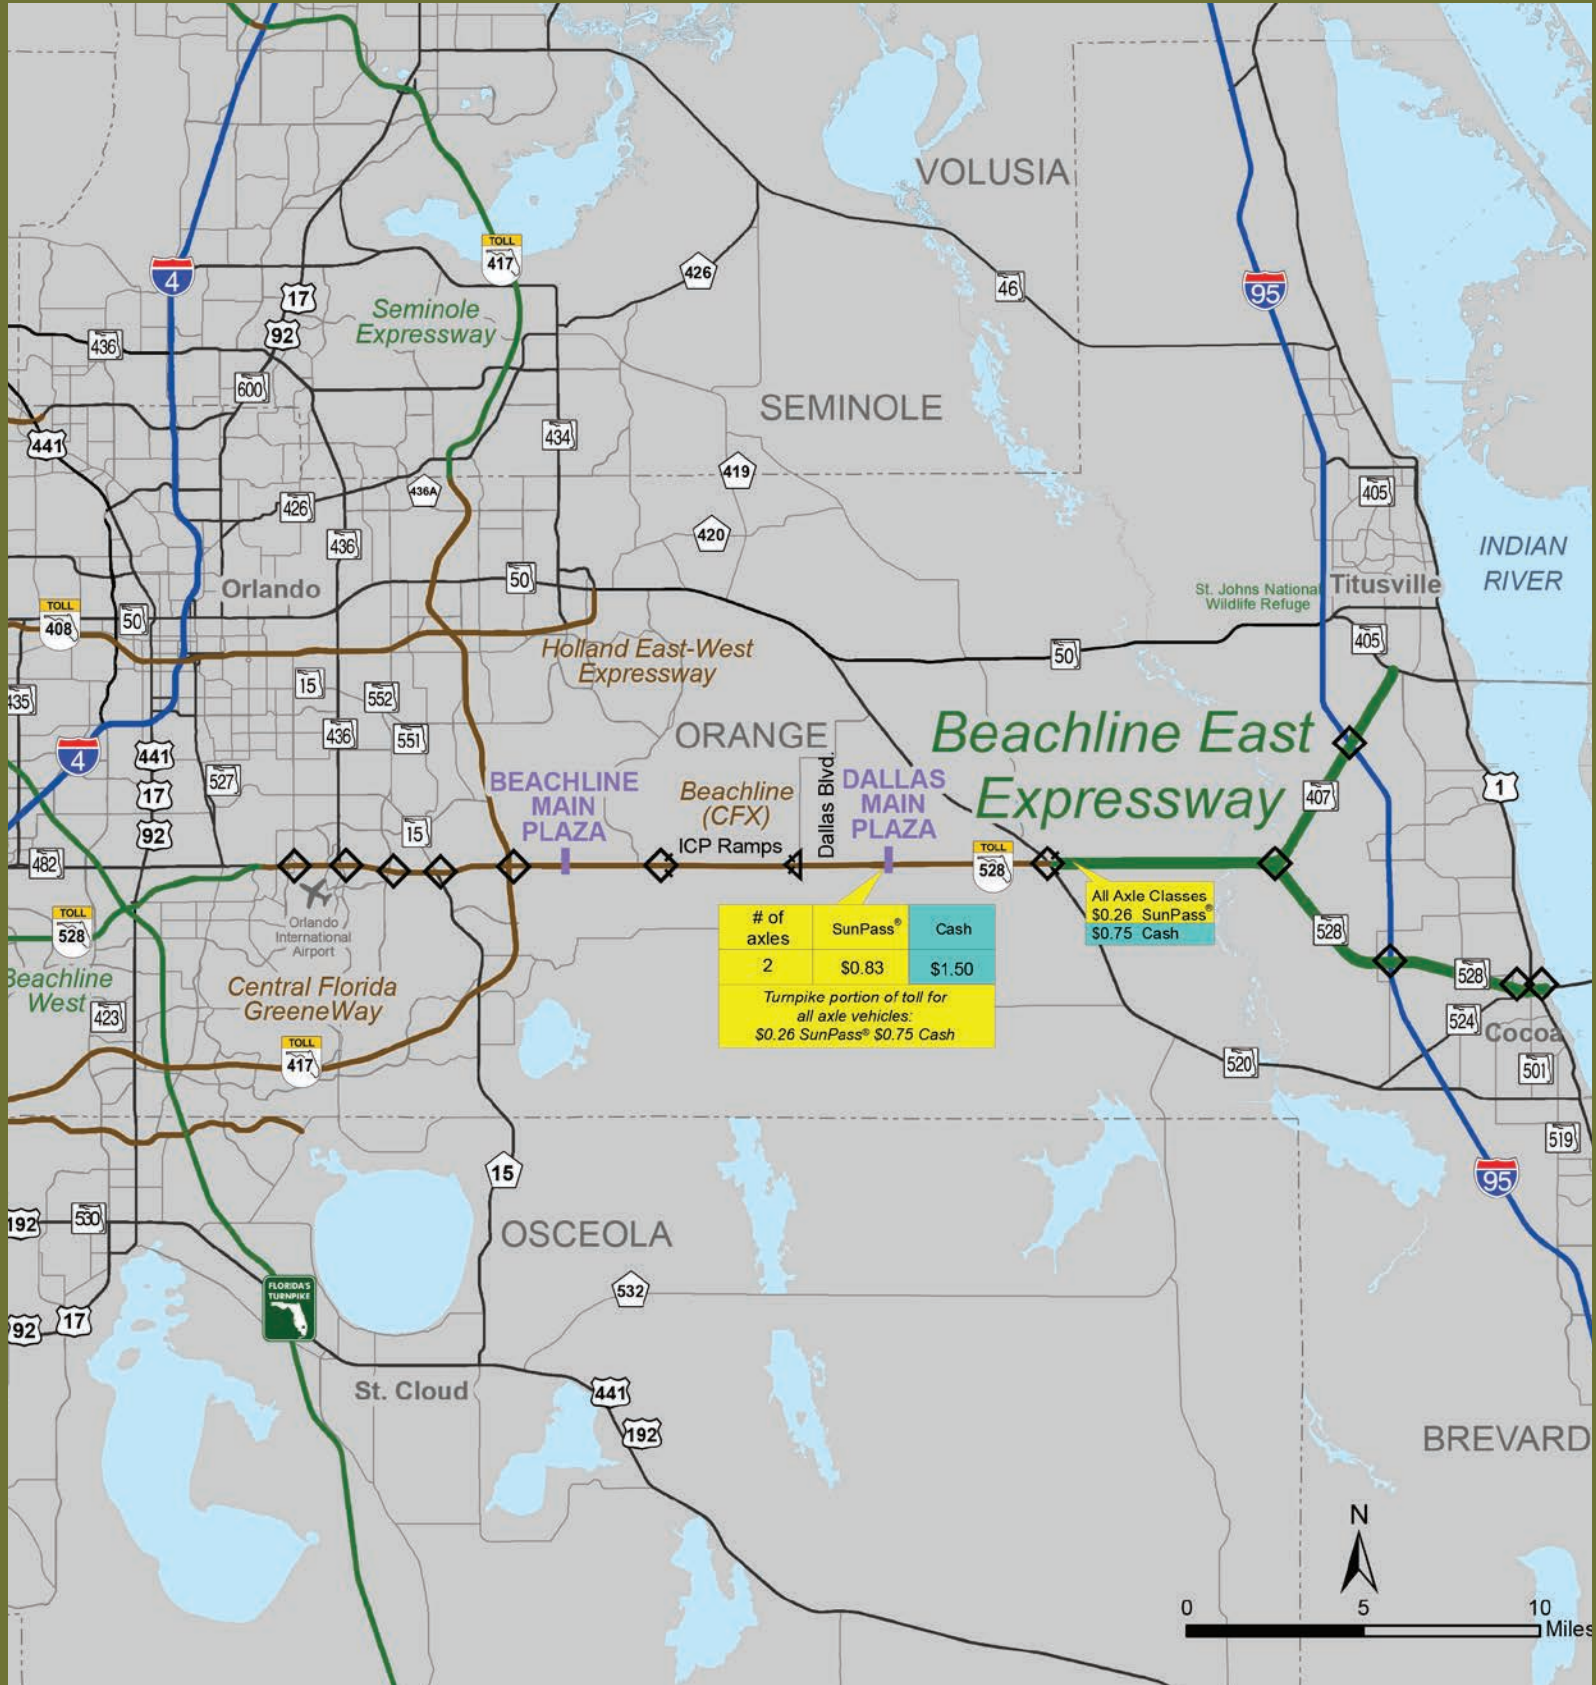 VOLUSIA
TOLL
417
426
46
4
95
17
Seminole
Expressway
92
436
600
SEMINOLE
441
434
419
436A
405
426
420
436
INDIAN
RIVER
50
Orlando
St. Johns National
Wildlife Refuge
Titusville
TOLL
408
50
405
Holland East-West
Expressway
50
15
552
435
436
551
ORANGE
Beachline East
Expressway
4
441
527
BEACHLINE
MAIN
PLAZA
Beachline
(CFX)
Dallas Blvd.
DALLAS
MAIN
PLAZA
17
407
1
92
15
ICP Ramps
482
TOLL
528
All Axle Classes
$0.26 SunPass®
$0.75 Cash
Orlando
International
Airport
TOLL
528
# of
axles
SunPass®
Cash
2
$0.83
$1.50
Turnpike portion of toll for
all axle vehicles:
$0.26 SunPass® $0.75 Cash
528
528
Beachline
West
Central Florida
GreeneWay
423
524
Cocoa
TOLL
417
520
501
519
15
95
192
530
OSCEOLA
532
FLORIDA'S
TURNPIKE
17
92
St. Cloud
441
192
BREVARD
N
0
5
10
Miles